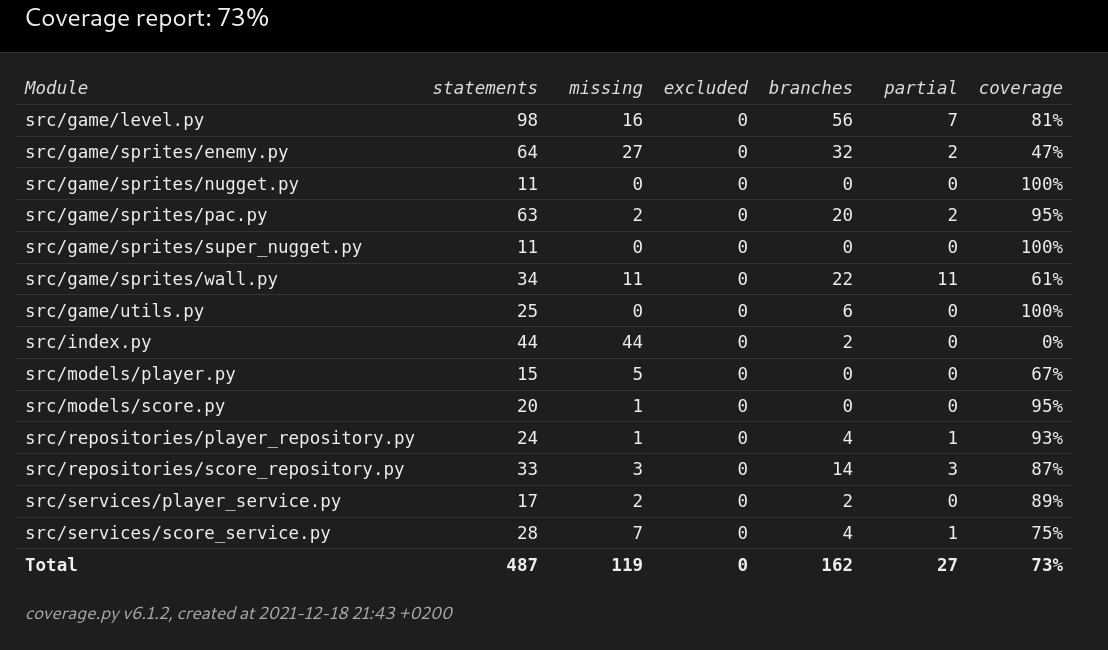 Coverage report: 73%
Module statements missing excluded branches partial coverage
src/game/level.py 98 16 0 56 7 81%
src/game/sprites/enemy.py 64 27 0 32 2 47%
src/game/sprites/nugget.py 11 0 0 0 0 100%
src/game/sprites/pac.py 63 2 0 20 2 95%
src/game/sprites/super_nugget.py 11 0 0 0 0 100%
src/game/sprites/wall.py 34 11 0 22 11 61%
src/game/utils.py 25 0 0 6 0 100%
src/index.py 44 44 0 2 0 0%
src/models/player.py 15 5 0 0 0 67%
src/models/score.py 20 1 0 0 0 95%
src/repositories/player_repository.py 24 1 0 4 1 93%
src/repositories/score_repository.py 33 3 0 14 3 87%
src/services/player_service.py 17 2 0 2 0 89%
src/services/score_service.py 28 7 0 4 1 75%
Total 487 119 0 162 27 73%
coverage.py v6.1.2, created at 2021-12-18 21:43 +0200